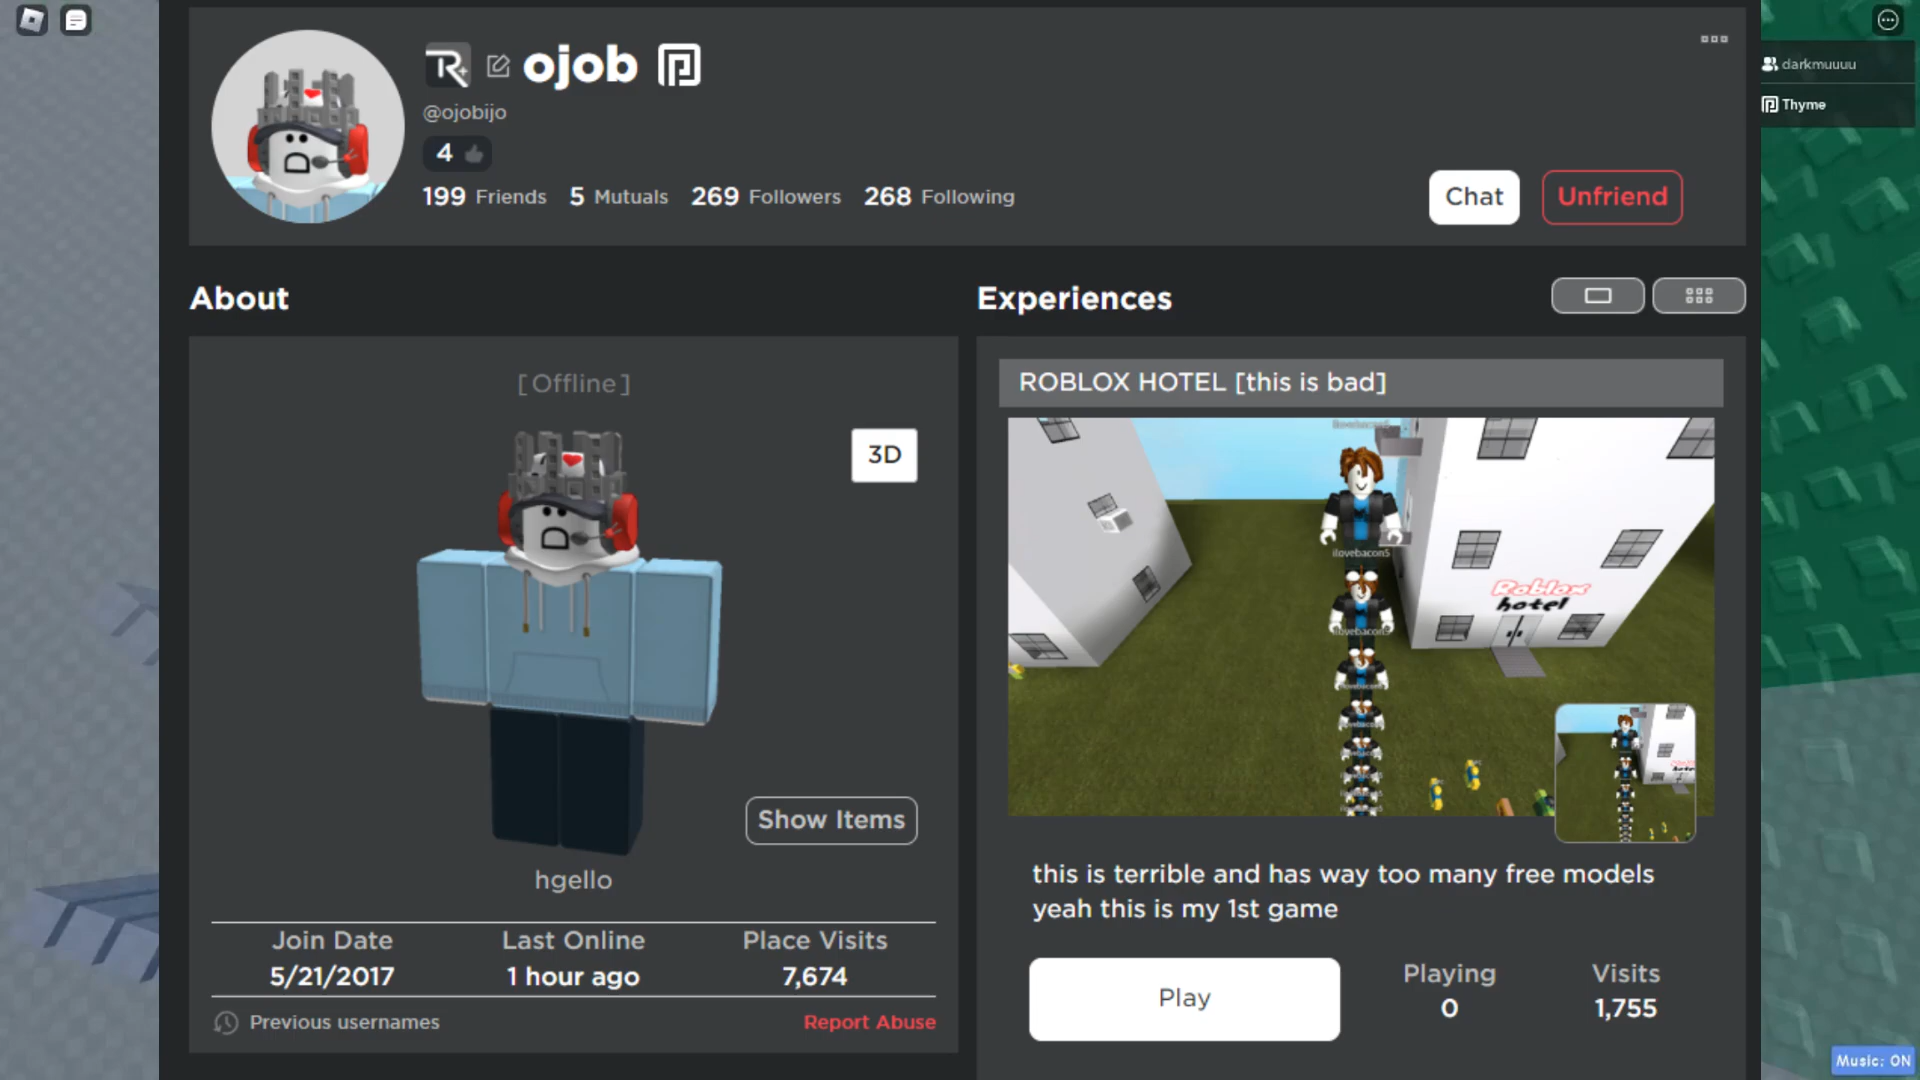 ojob
@ojobijo
4
199 Friends 5 Mutuals 269 Followers 268 Following
Chat
Unfriend
darkmuuuu
Thyme
About
[Offline]
3D
Show Items
hgello
Join Date Last Online Place Visits
5/21/2017 1 hour ago 7,674
Previous usernames
Report Abuse
Experiences
ROBLOX HOTEL [this is bad]
ilovebacon5
ilovebacon5
ilovebacon5
Roblox
hotel
this is terrible and has way too many free models
yeah this is my 1st game
Play
Playing Visits
0 1,755
Music: ON